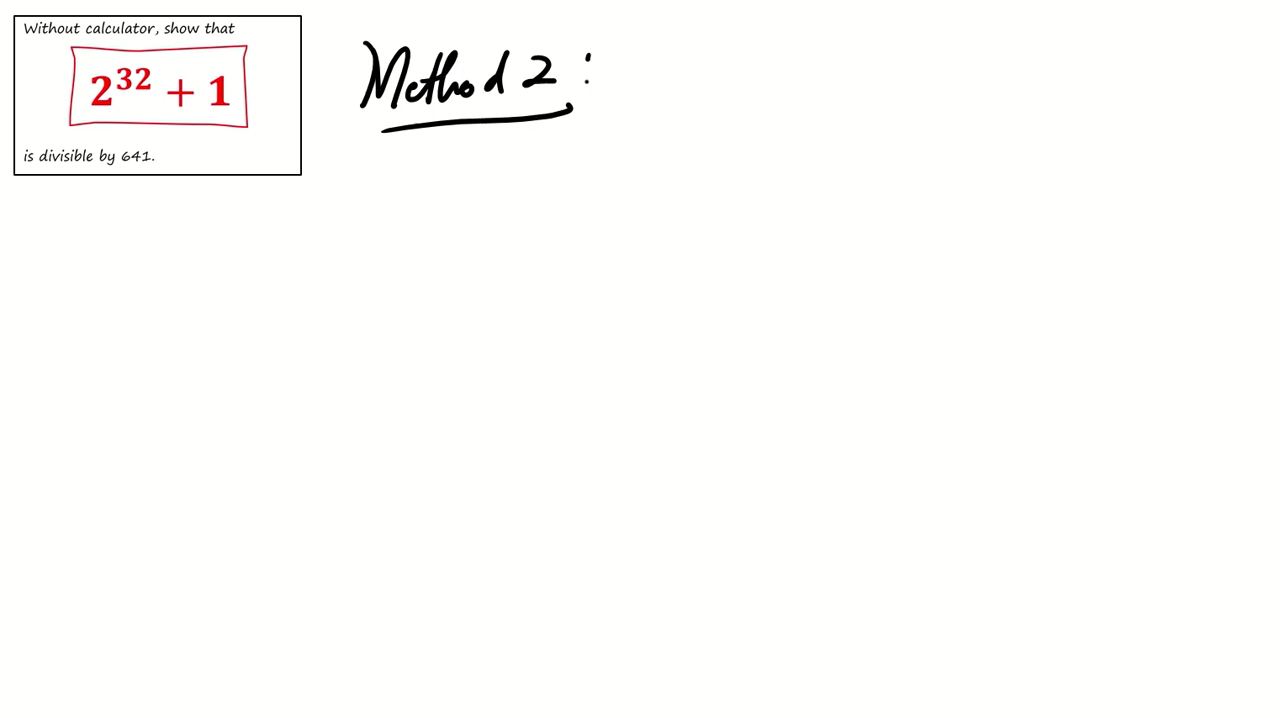 Without calculator, show that
2³² + 1
is divisible by 641.
Method 2 :